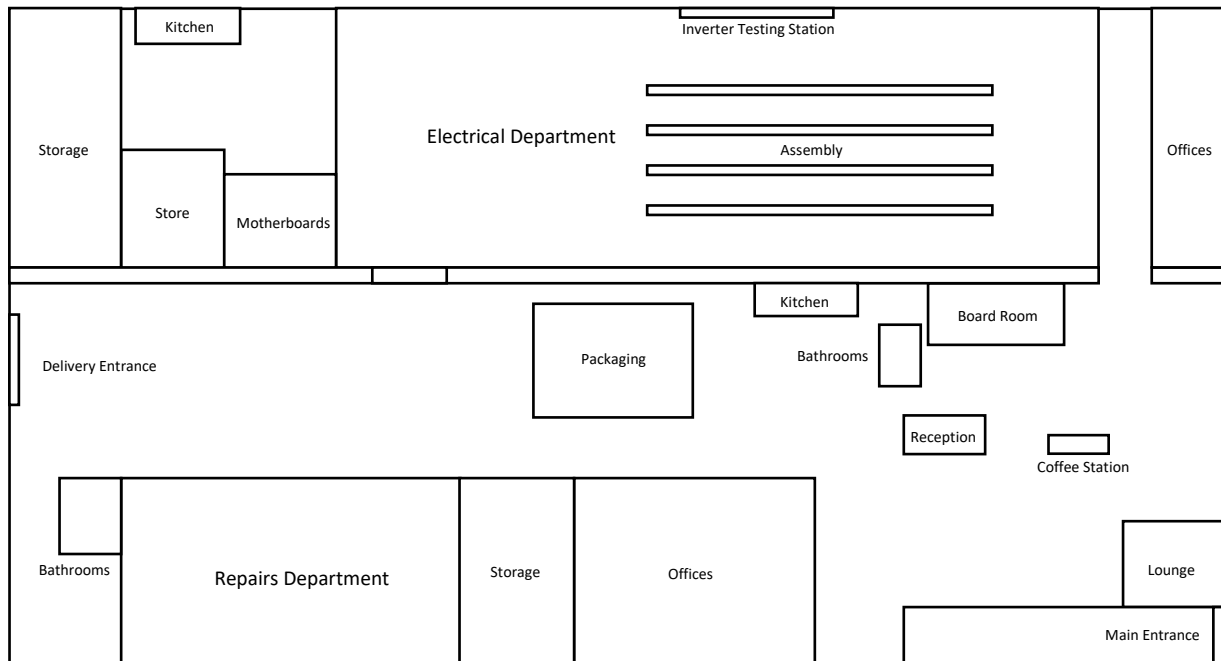 Kitchen
Inverter Testing Station
Electrical Department
Storage
Assembly
Offices
Store
Motherboards
Kitchen
Board Room
Bathrooms
Packaging
Delivery Entrance
Reception
Coffee Station
Bathrooms
Repairs Department
Storage
Offices
Lounge
Main Entrance